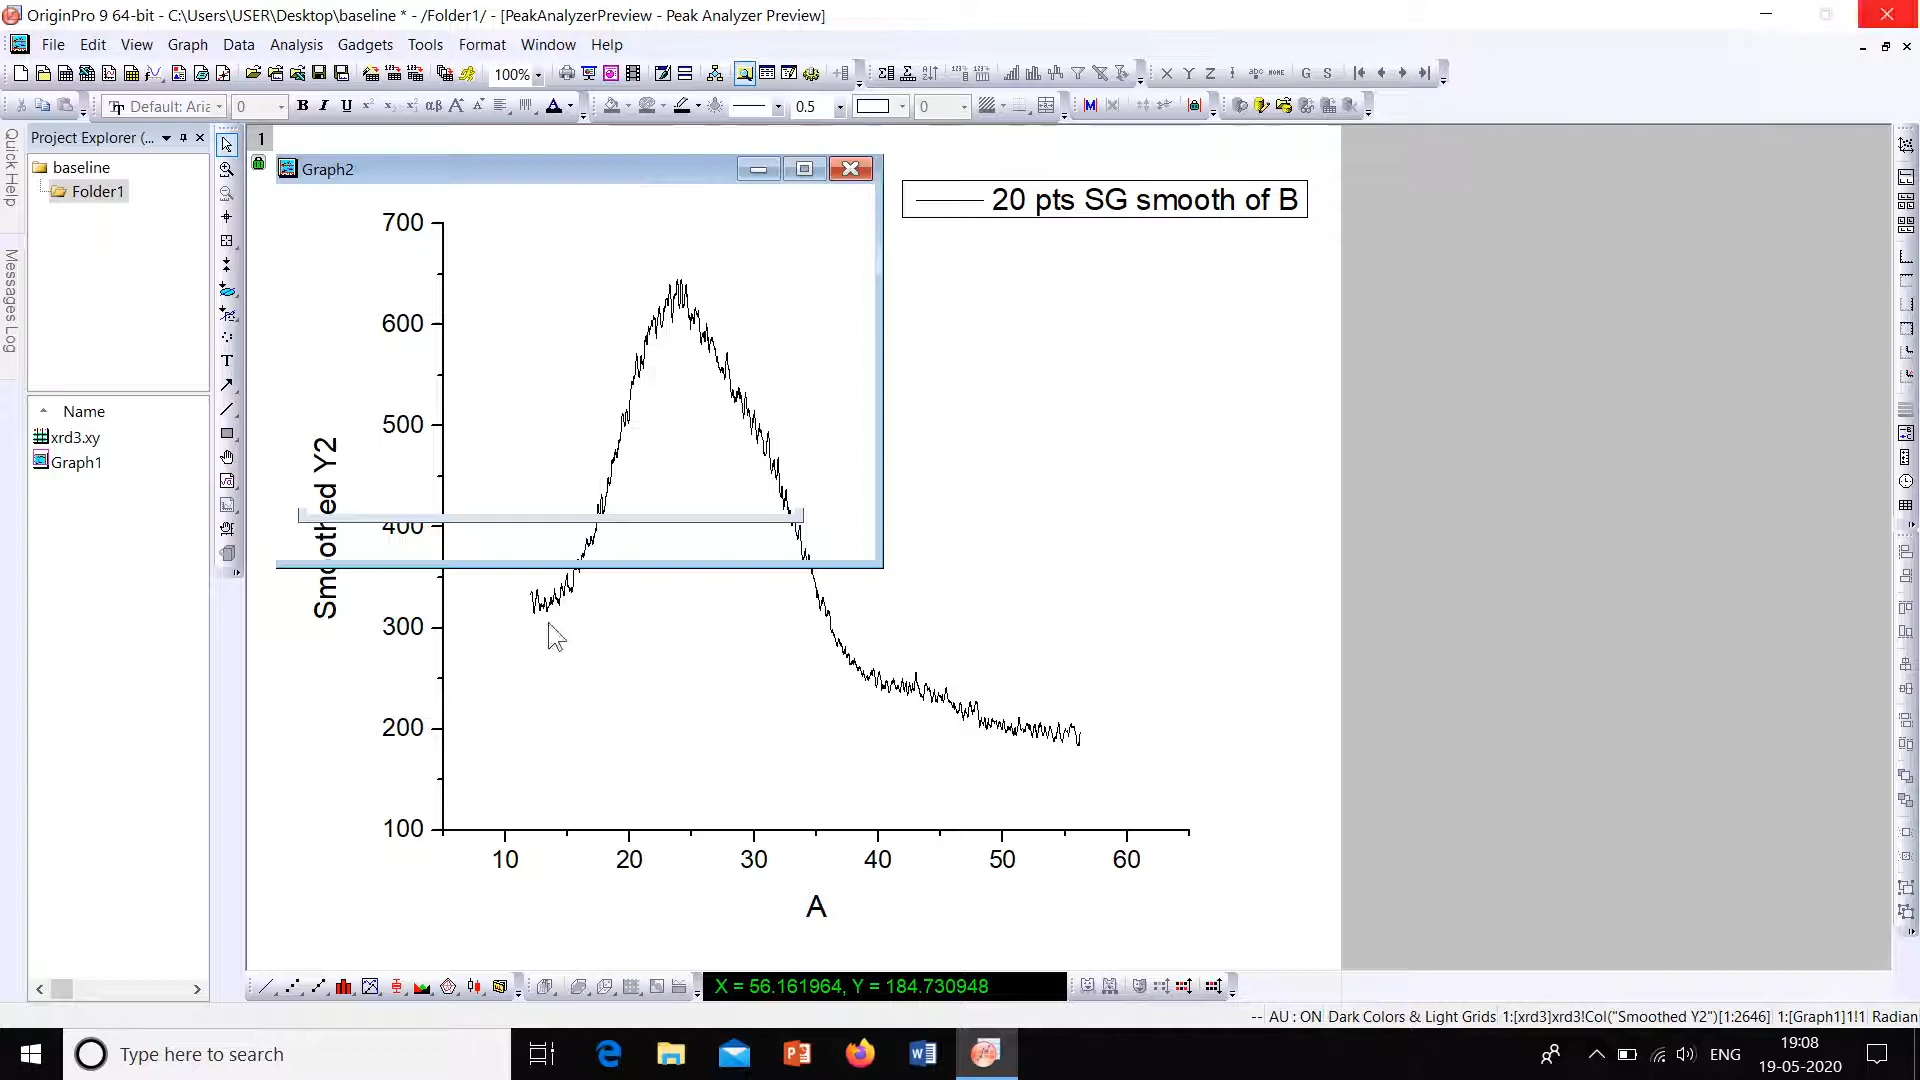 OriginPro 9 64-bit - C:\Users\USER\Desktop\baseline * - /Folder1/ - [PeakAnalyzerPreview - Peak Analyzer Preview]
File Edit View Graph Data Analysis Gadgets Tools Format Window Help
100%
Default: Aria 0 B I U αβ A A A 0.5 0
Quick Help
Messages Log
Project Explorer (...
baseline
Folder1
Name
xrd3.xy
Graph1
1
Graph2
20 pts SG smooth of B
700
600
500
400
300
200
100
Smoothed Y2
10 20 30 40 50 60
A
X = 56.161964, Y = 184.730948
-- AU : ON Dark Colors & Light Grids 1:[xrd3]xrd3!Col("Smoothed Y2")[1:2646] 1:[Graph1]1!1 Radian
Type here to search
ENG
19:08
19-05-2020